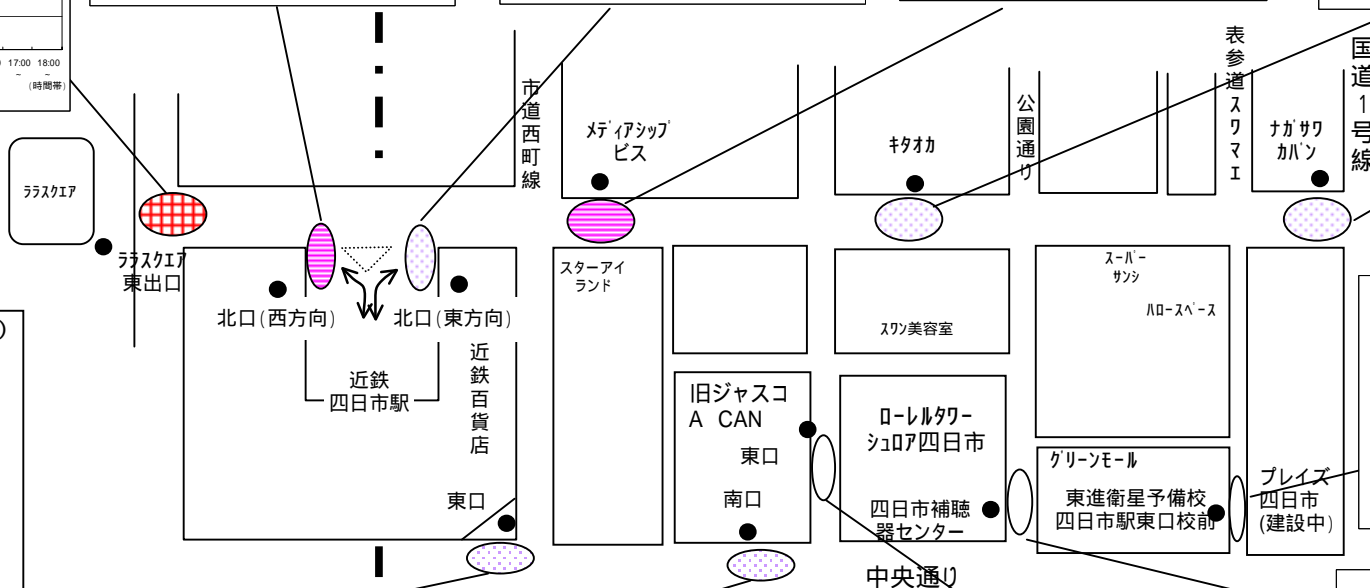 17:00 18:00
～ ～
(時間帯)
ﾗﾗｽｸｴｱ
ﾗﾗｽｸｴｱ
東出口
市道西町線
ﾒﾃﾞｨｱｼｯﾌﾟ
ビス
ｷﾀｵｶ
公園通り
表参道スワマエ
ﾅｶﾞｻﾜ
ｶﾊﾞﾝ
国道1号線
北口(西方向)
北口(東方向)
近鉄
四日市駅
近鉄百貨店
東口
スターアイ
ランド
ｽﾜﾝ美容室
スーパー
サンシ
ﾊﾛｰｽﾍﾟｰｽ
旧ジャスコ
A CAN
東口
南口
ﾛｰﾚﾙﾀﾜｰ
ｼｭﾛｱ四日市
四日市補聴
器センター
ｸﾞﾘｰﾝﾓｰﾙ
東進衛星予備校
四日市駅東口校前
プレイズ
四日市
(建設中)
中央通り